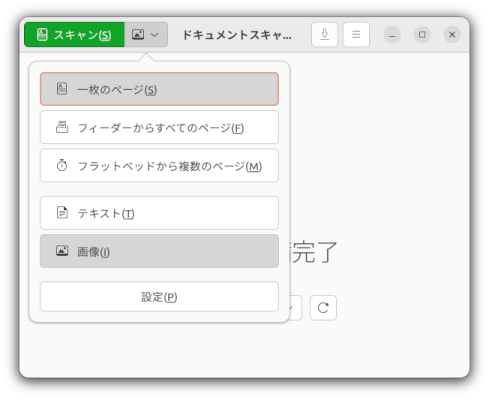 スキャン(S)
ドキュメントスキャ...
一枚のページ(S)
フィーダーからすべてのページ(F)
フラットベッドから複数のページ(M)
テキスト(T)
画像(I)
完了
設定(P)